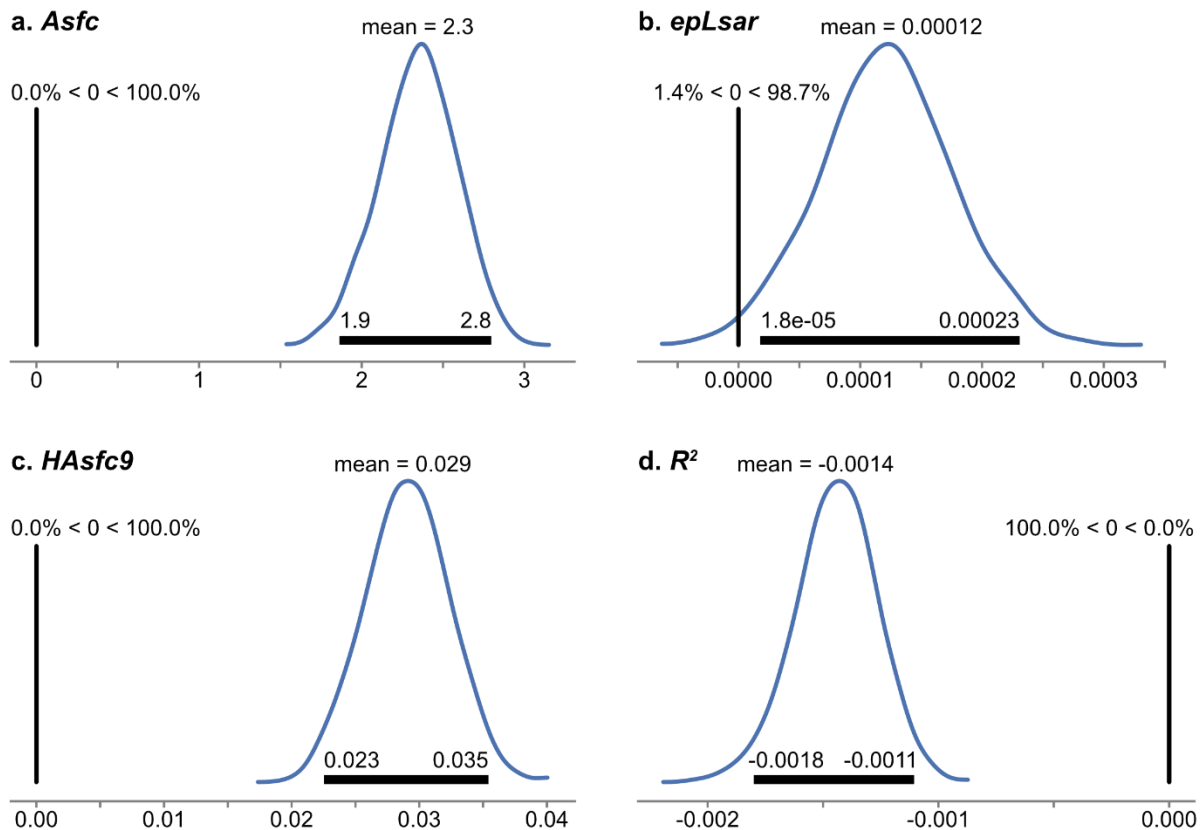 a. Asfc
mean = 2.3
0.0% < 0 < 100.0%
1.9 2.8
0 1 2 3
b. epLsar
mean = 0.00012
1.4% < 0 < 98.7%
1.8e-05 0.00023
0.0000 0.0001 0.0002 0.0003
c. HAsfc9
mean = 0.029
0.0% < 0 < 100.0%
0.023 0.035
0.00 0.01 0.02 0.03 0.04
d. R²
mean = -0.0014
100.0% < 0 < 0.0%
-0.0018 -0.0011
-0.002 -0.001 0.000